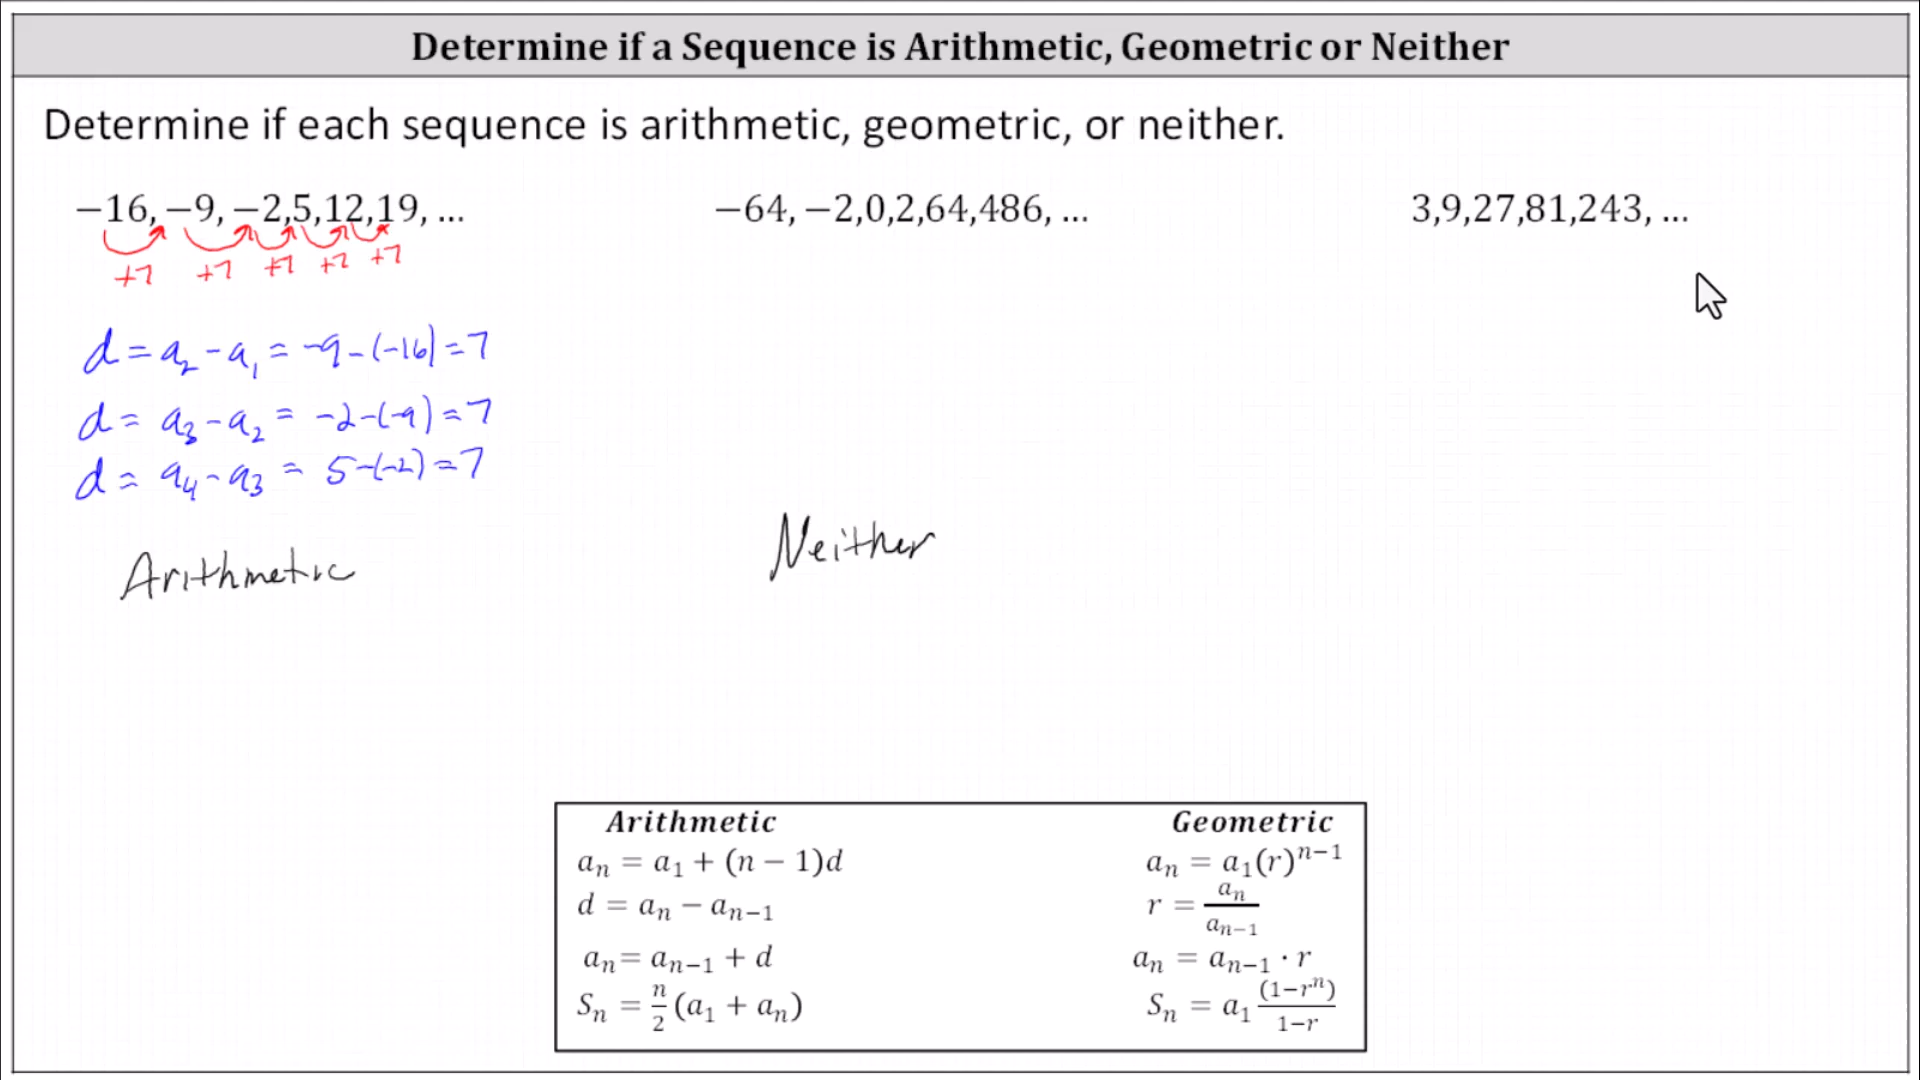 Determine if a Sequence is Arithmetic, Geometric or Neither
Determine if each sequence is arithmetic, geometric, or neither.
−16, −9, −2,5,12,19, ...
+7 +7 +7 +7 +7
d = a₂ - a₁ = -9 - (-16) = 7
d = a₃ - a₂ = -2 - (-9) = 7
d = a₄ - a₃ = 5 - (-2) = 7
Arithmetic
−64, −2,0,2,64,486, ...
Neither
3,9,27,81,243, ...
Arithmetic
aₙ = a₁ + (n − 1)d
d = aₙ − aₙ₋₁
aₙ = aₙ₋₁ + d
Sₙ = n/2 (a₁ + aₙ)
Geometric
aₙ = a₁(r)ⁿ⁻¹
r = aₙ/aₙ₋₁
aₙ = aₙ₋₁ · r
Sₙ = a₁ (1−rⁿ)/1−r